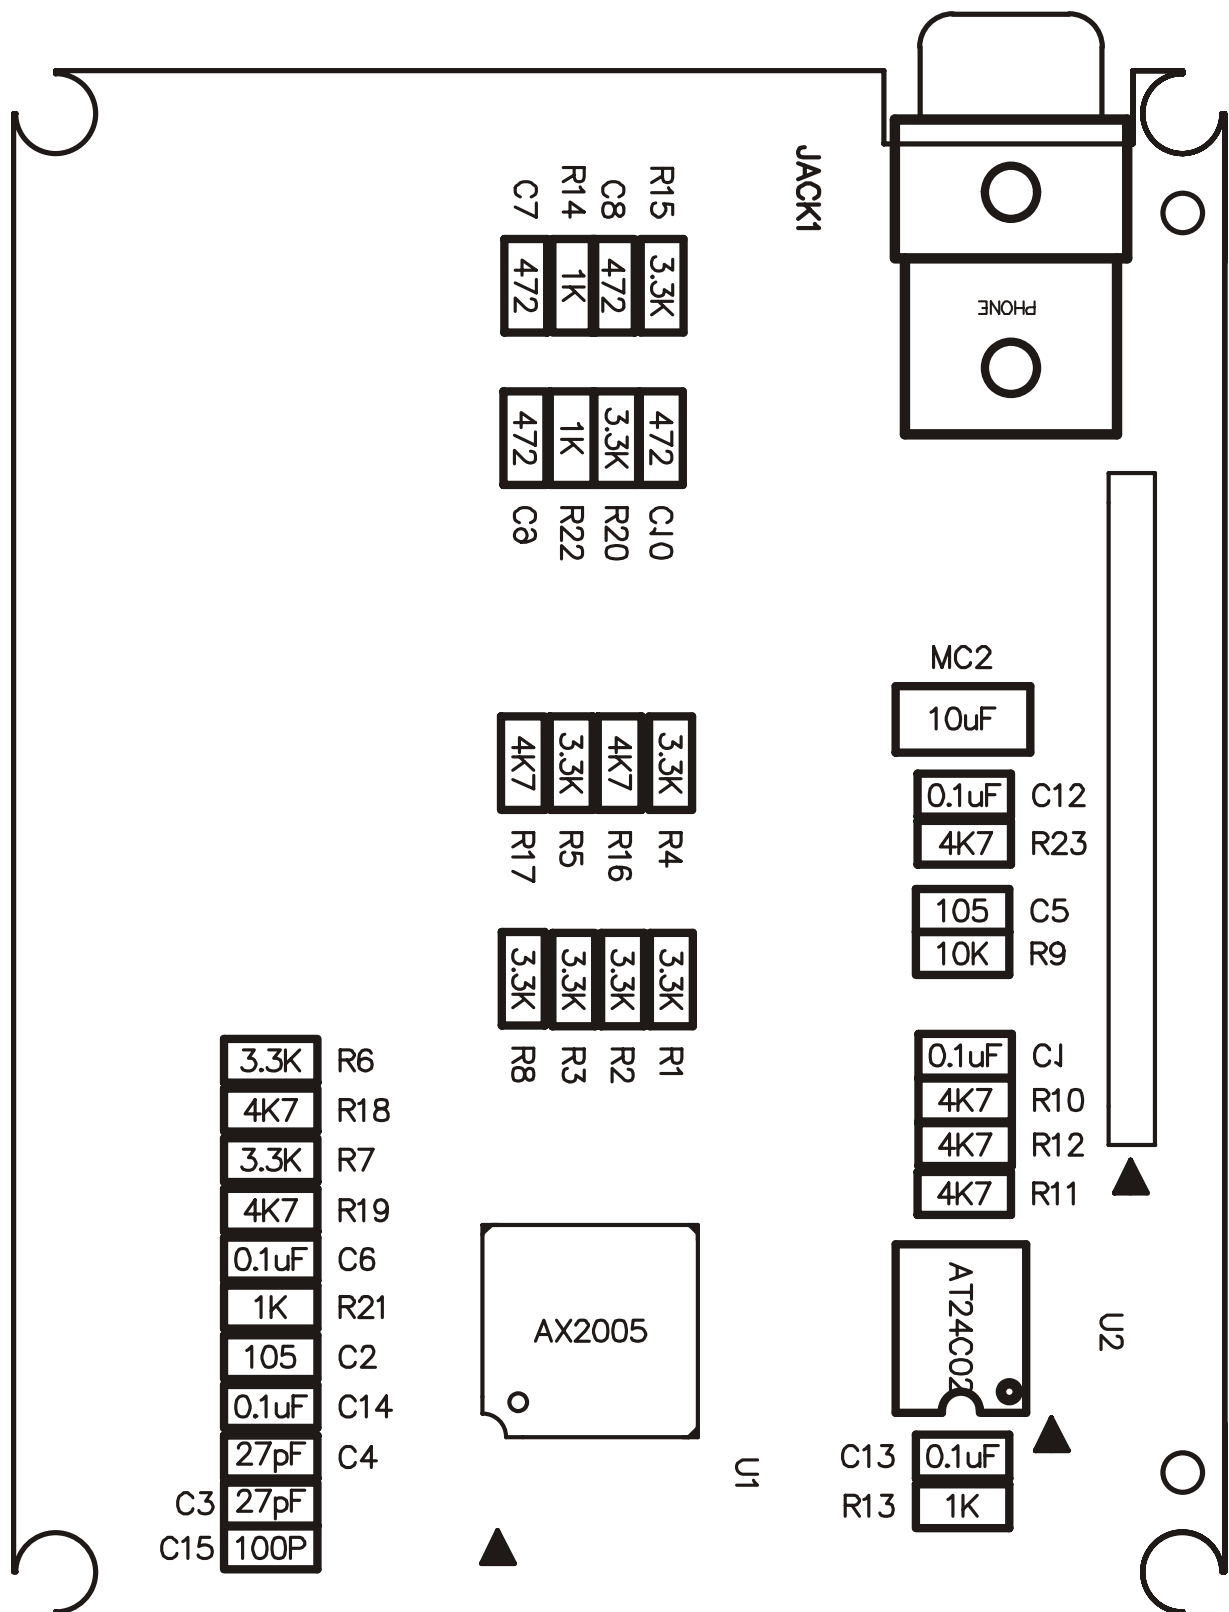 JACK1
C7
R14
C8
R15
472
1K
472
3.3K
PHONE
472
1K
3.3K
472
C9
R22
R20
C10
MC2
10uF
4K7
3.3K
4K7
3.3K
R17
R5
R16
R4
0.1uF C12
4K7 R23
105 C5
10K R9
3.3K
3.3K
3.3K
3.3K
R8
R3
R2
R1
0.1uF C1
4K7 R10
4K7 R12
4K7 R11
3.3K R6
4K7 R18
3.3K R7
4K7 R19
0.1uF C6
1K R21
105 C2
0.1uF C14
27pF C4
C3 27pF
C15 100P
AX2005
U1
AT24C02
U2
C13 0.1uF
R13 1K